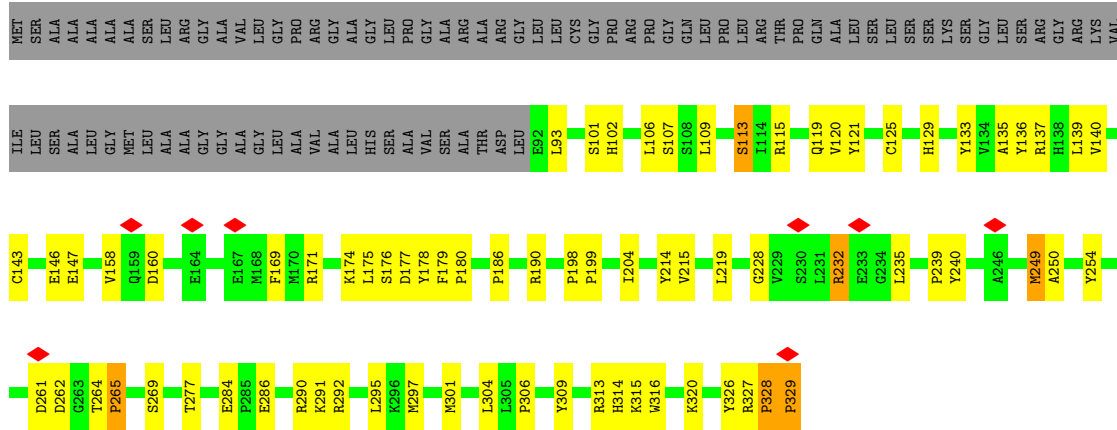 MET SER ALA ALA ALA ALA ALA SER LEU ARG GLY ALA VAL LEU GLY PRO ARG GLY ALA GLY LEU PRO GLY ALA ARG ALA ARG GLY LEU LEU CYS GLY PRO ARG PRO GLY GLN LEU PRO LEU ARG THR PRO GLN ALA LEU SER LEU SER SER LYS SER GLY LEU SER ARG GLY ARG LYS VAL
ILE LEU SER ALA LEU GLY MET LEU ALA ALA GLY GLY ALA GLY LEU ALA VAL ALA LEU HIS SER ALA VAL SER ALA THR ASP LEU E92 L93 S101 H102 L106 S107 S108 L109 S113 I114 R115 Q119 V120 Y121 C125 H129 Y133 V134 A135 Y136 R137 H138 L139 V140
C143 E146 E147 V158 Q159 D160 E164 E167 M168 F169 M170 R171 K174 L175 S176 D177 Y178 F179 P180 P186 R190 P198 P199 I204 Y214 V215 L219 G228 V229 S230 L231 R232 E233 G234 L235 P239 Y240 A246 M249 A250 Y254
D261 D262 G263 T264 P265 S269 T277 E284 P285 E286 R290 K291 R292 L295 K296 M297 M301 L304 L305 P306 Y309 R313 H314 K315 W316 K320 Y326 R327 P328 P329